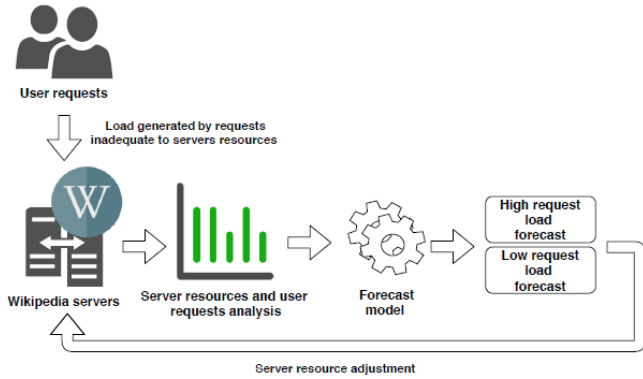 User requests
Load generated by requests
inadequate to servers resources
W
Wikipedia servers
Server resources and user
requests analysis
Forecast
model
High request
load
forecast
Low request
load
forecast
Server resource adjustment